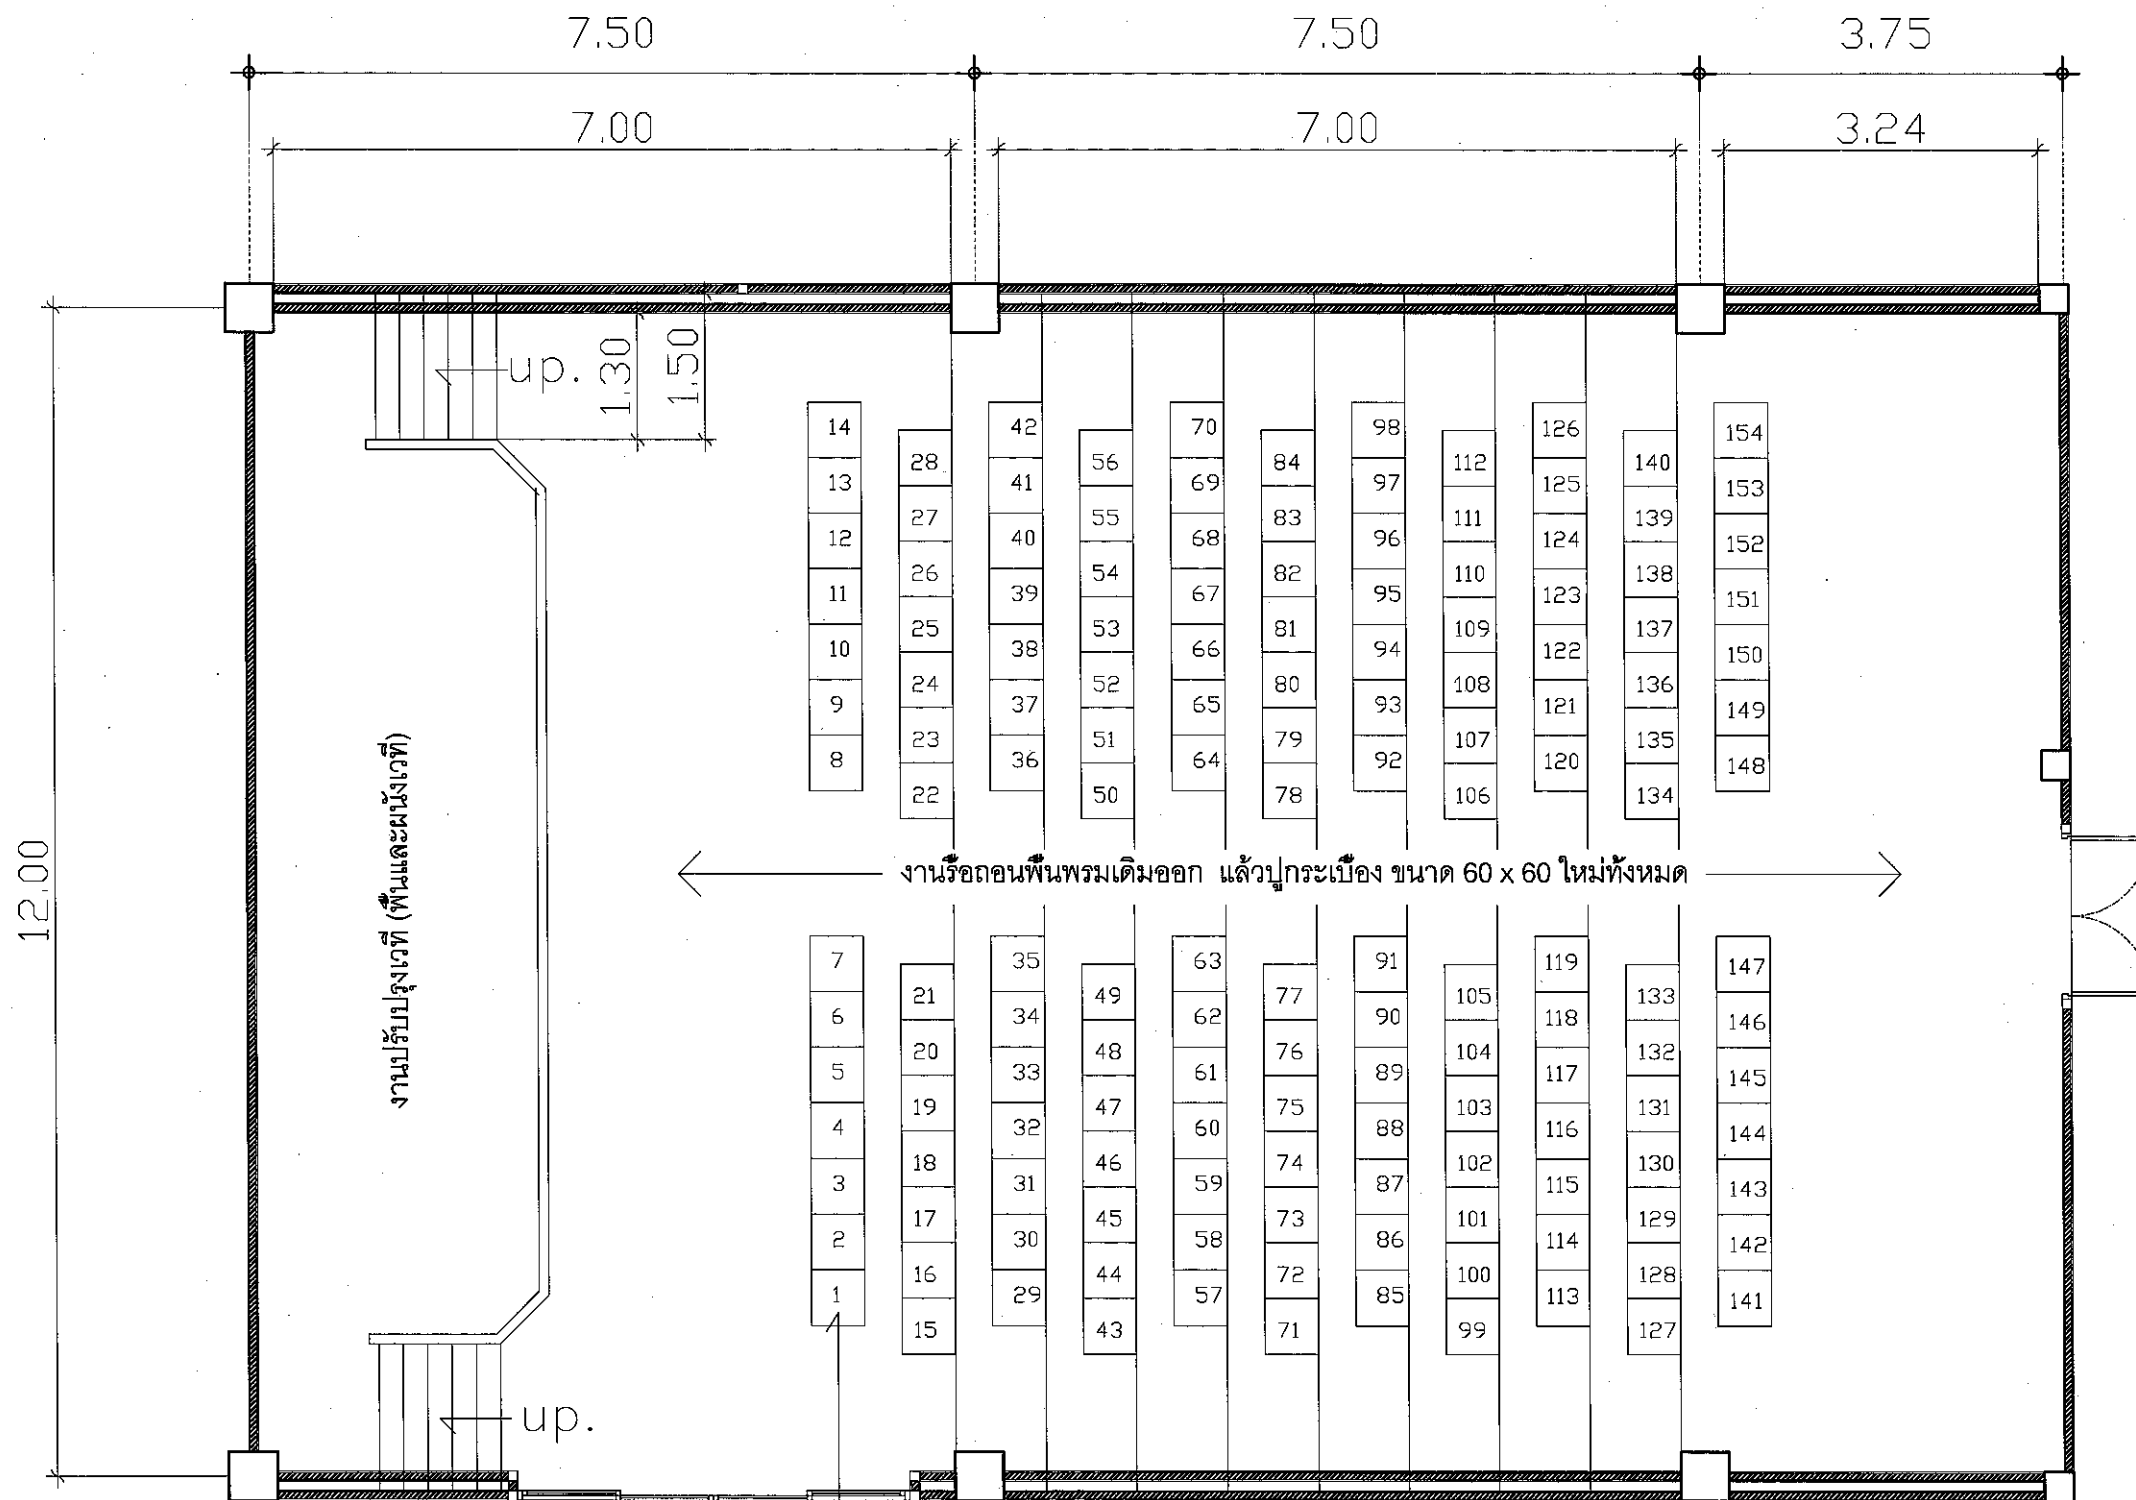 7.50 7.50 3.75
7.00 7.00 3.24
up. 1.30 1.50
12.00
งานปรับปรุงเวที (พื้นและผนังเวที)
14 42 70 98 126 154
28 56 84 112 140
13 41 69 97 125 153
27 55 83 111 139
12 40 68 96 124 152
26 54 82 110 138
11 39 67 95 123 151
25 53 81 109 137
10 38 66 94 122 150
24 52 80 108 136
9 37 65 93 121 149
23 51 79 107 135
8 36 64 92 120 148
22 50 78 106 134
งานรื้อถอนพื้นพรมเดิมออก แล้วปูกระเบื้อง ขนาด 60 x 60 ใหม่ทั้งหมด
7 35 63 91 119 147
21 49 77 105 133
6 34 62 90 118 146
20 48 76 104 132
5 33 61 89 117 145
19 47 75 103 131
4 32 60 88 116 144
18 46 74 102 130
3 31 59 87 115 143
17 45 73 101 129
2 30 58 86 114 142
16 44 72 100 128
1 29 57 85 113 141
15 43 71 99 127
up.